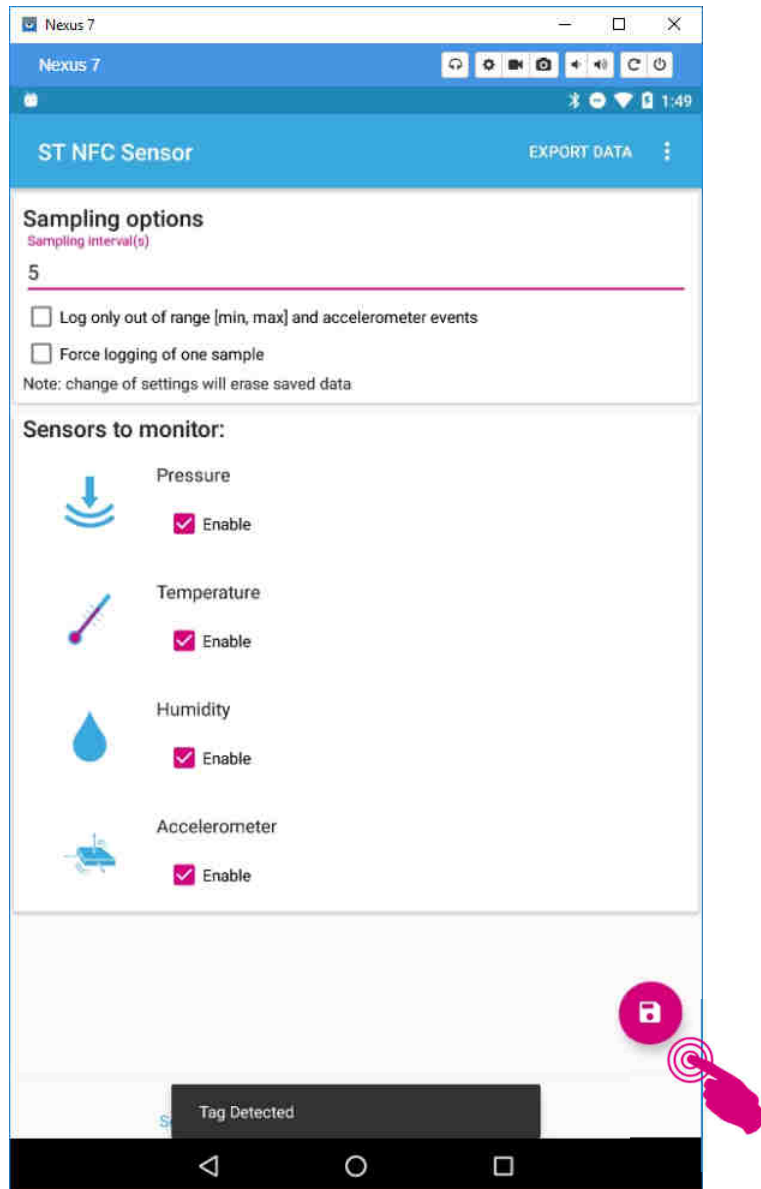 Nexus 7
Nexus 7
1:49
ST NFC Sensor EXPORT DATA
Sampling options
Sampling interval(s)
5
Log only out of range [min, max] and accelerometer events
Force logging of one sample
Note: change of settings will erase saved data
Sensors to monitor:
Pressure
Enable
Temperature
Enable
Humidity
Enable
Accelerometer
Enable
Tag Detected